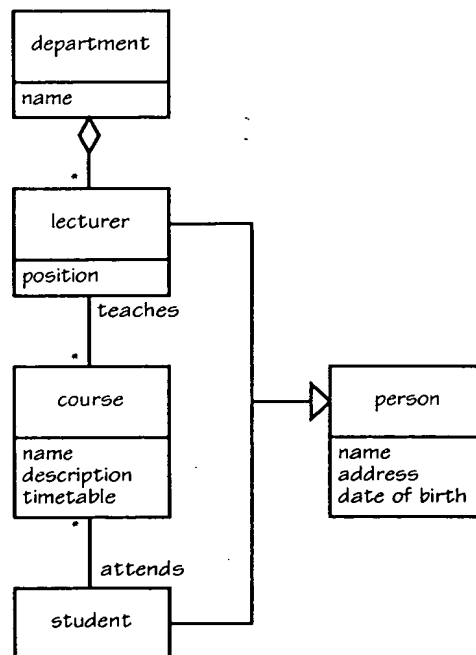 department
name
*
lecturer
position
teaches
*
course
name
description
timetable
*
attends
student
person
name
address
date of birth